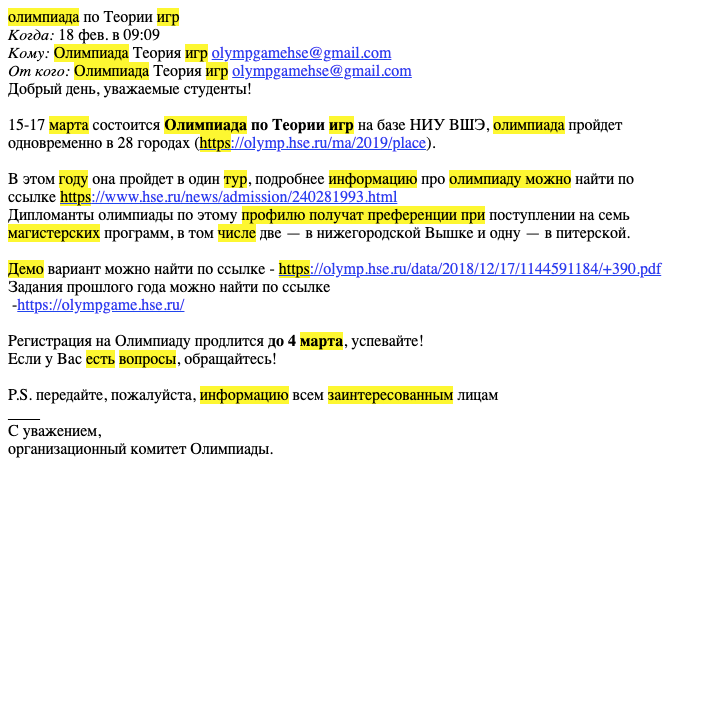 олимпиада по Теории игр
Когда: 18 фев. в 09:09
Кому: Олимпиада Теория игр olympgamehse@gmail.com
От кого: Олимпиада Теория игр olympgamehse@gmail.com
Добрый день, уважаемые студенты!
15-17 марта состоится Олимпиада по Теории игр на базе НИУ ВШЭ, олимпиада пройдет
одновременно в 28 городах (https://olymp.hse.ru/ma/2019/place).
В этом году она пройдет в один тур, подробнее информацию про олимпиаду можно найти по
ссылке https://www.hse.ru/news/admission/240281993.html
Дипломанты олимпиады по этому профилю получат преференции при поступлении на семь
магистерских программ, в том числе две — в нижегородской Вышке и одну — в питерской.
Демо вариант можно найти по ссылке - https://olymp.hse.ru/data/2018/12/17/1144591184/+390.pdf
Задания прошлого года можно найти по ссылке
-https://olympgame.hse.ru/
Регистрация на Олимпиаду продлится до 4 марта, успевайте!
Если у Вас есть вопросы, обращайтесь!
P.S. передайте, пожалуйста, информацию всем заинтересованным лицам
____
С уважением,
организационный комитет Олимпиады.